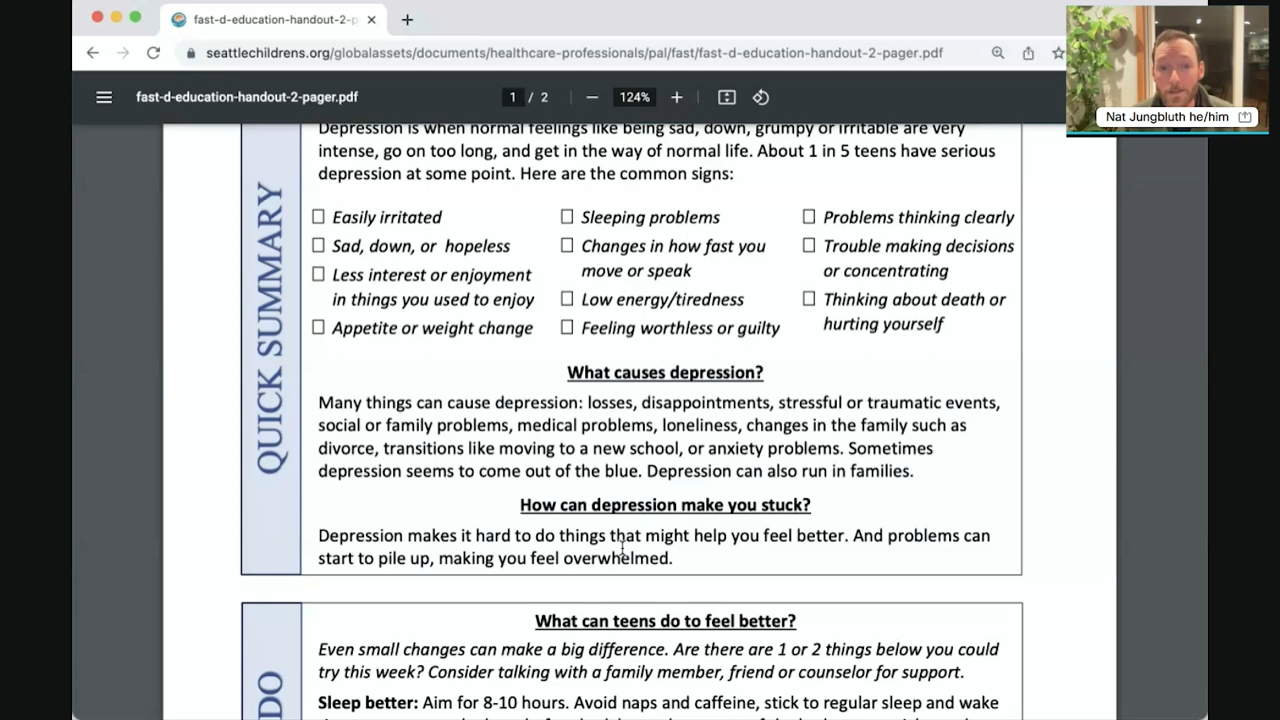 fast-d-education-handout-2-p
seattlechildrens.org/globalassets/documents/healthcare-professionals/pal/fast/fast-d-education-handout-2-pager.pdf
Nat Jungbluth he/him
fast-d-education-handout-2-pager.pdf
1 / 2
124%
QUICK SUMMARY
Depression is when normal feelings like being sad, down, grumpy or irritable are very
intense, go on too long, and get in the way of normal life. About 1 in 5 teens have serious
depression at some point. Here are the common signs:
Easily irritated
Sad, down, or hopeless
Less interest or enjoyment
in things you used to enjoy
Appetite or weight change
Sleeping problems
Changes in how fast you
move or speak
Low energy/tiredness
Feeling worthless or guilty
Problems thinking clearly
Trouble making decisions
or concentrating
Thinking about death or
hurting yourself
What causes depression?
Many things can cause depression: losses, disappointments, stressful or traumatic events,
social or family problems, medical problems, loneliness, changes in the family such as
divorce, transitions like moving to a new school, or anxiety problems. Sometimes
depression seems to come out of the blue. Depression can also run in families.
How can depression make you stuck?
Depression makes it hard to do things that might help you feel better. And problems can
start to pile up, making you feel overwhelmed.
DO
What can teens do to feel better?
Even small changes can make a big difference. Are there are 1 or 2 things below you could
try this week? Consider talking with a family member, friend or counselor for support.
Sleep better: Aim for 8-10 hours. Avoid naps and caffeine, stick to regular sleep and wake